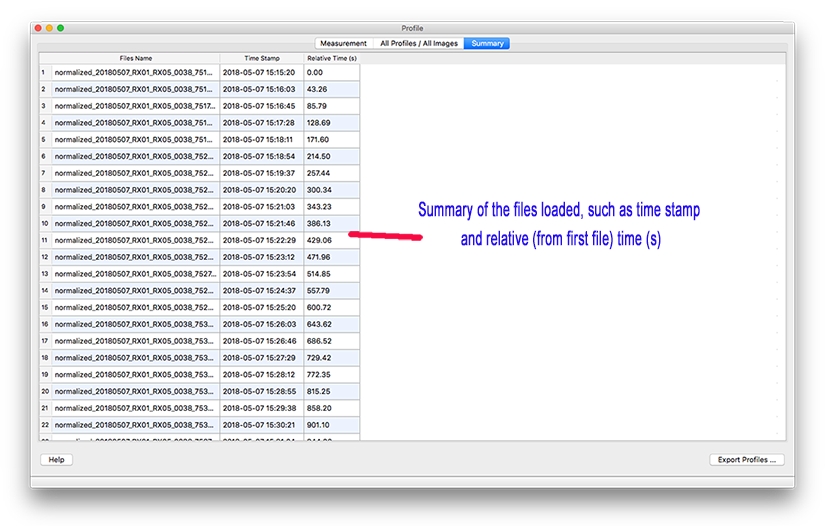 Profile
Measurement All Profiles / All Images Summary
Files Name Time Stamp Relative Time (s)
1 normalized_20180507_RX01_RX05_0038_751... 2018-05-07 15:15:20 0.00
2 normalized_20180507_RX01_RX05_0038_751... 2018-05-07 15:16:03 43.26
3 normalized_20180507_RX01_RX05_0038_7517... 2018-05-07 15:16:45 85.79
4 normalized_20180507_RX01_RX05_0038_751... 2018-05-07 15:17:28 128.69
5 normalized_20180507_RX01_RX05_0038_751... 2018-05-07 15:18:11 171.60
6 normalized_20180507_RX01_RX05_0038_752... 2018-05-07 15:18:54 214.50
7 normalized_20180507_RX01_RX05_0038_752... 2018-05-07 15:19:37 257.44
8 normalized_20180507_RX01_RX05_0038_752... 2018-05-07 15:20:20 300.34
9 normalized_20180507_RX01_RX05_0038_752... 2018-05-07 15:21:03 343.23
10 normalized_20180507_RX01_RX05_0038_752... 2018-05-07 15:21:46 386.13
11 normalized_20180507_RX01_RX05_0038_752... 2018-05-07 15:22:29 429.06
12 normalized_20180507_RX01_RX05_0038_752... 2018-05-07 15:23:12 471.96
13 normalized_20180507_RX01_RX05_0038_7527... 2018-05-07 15:23:54 514.85
14 normalized_20180507_RX01_RX05_0038_752... 2018-05-07 15:24:37 557.79
15 normalized_20180507_RX01_RX05_0038_752... 2018-05-07 15:25:20 600.72
16 normalized_20180507_RX01_RX05_0038_753... 2018-05-07 15:26:03 643.62
17 normalized_20180507_RX01_RX05_0038_753... 2018-05-07 15:26:46 686.52
18 normalized_20180507_RX01_RX05_0038_753... 2018-05-07 15:27:29 729.42
19 normalized_20180507_RX01_RX05_0038_753... 2018-05-07 15:28:12 772.35
20 normalized_20180507_RX01_RX05_0038_753... 2018-05-07 15:28:55 815.25
21 normalized_20180507_RX01_RX05_0038_753... 2018-05-07 15:29:38 858.20
22 normalized_20180507_RX01_RX05_0038_753... 2018-05-07 15:30:21 901.10
Summary of the files loaded, such as time stamp
and relative (from first file) time (s)
Help Export Profiles ...